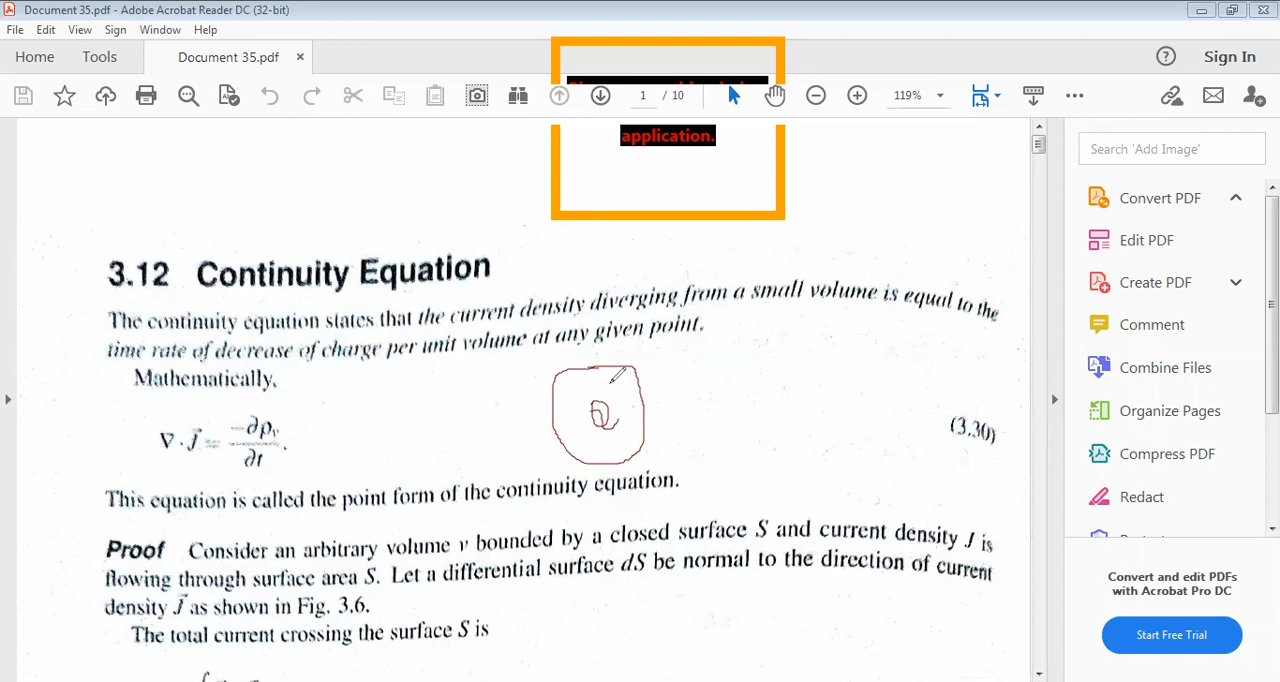 Document 35.pdf - Adobe Acrobat Reader DC (32-bit)
File Edit View Sign Window Help
Home Tools Document 35.pdf × ? Sign In
1 / 10 119%
application.
Search 'Add Image'
Convert PDF
Edit PDF
Create PDF
Comment
Combine Files
Organize Pages
Compress PDF
Redact
Convert and edit PDFs
with Acrobat Pro DC
Start Free Trial
3.12 Continuity Equation
The continuity equation states that the current density diverging from a small volume is equal to the
time rate of decrease of charge per unit volume at any given point.
Mathematically,
∇ · J⃗ = −∂ρᵥ/∂t. (3.30)
This equation is called the point form of the continuity equation.
Proof Consider an arbitrary volume v bounded by a closed surface S and current density J is
flowing through surface area S. Let a differential surface dS be normal to the direction of current
density J⃗ as shown in Fig. 3.6.
The total current crossing the surface S is